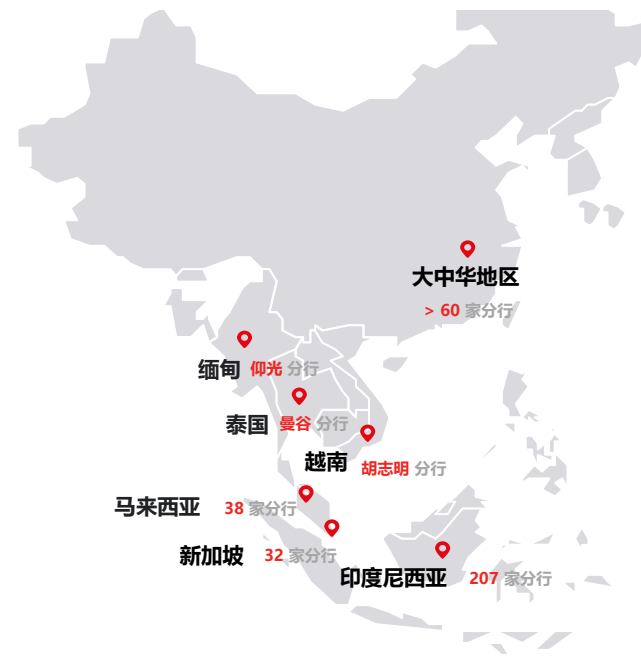 大中华地区
> 60 家分行
缅甸 仰光 分行
泰国 曼谷 分行
越南 胡志明 分行
马来西亚 38 家分行
新加坡 32 家分行
印度尼西亚 207 家分行